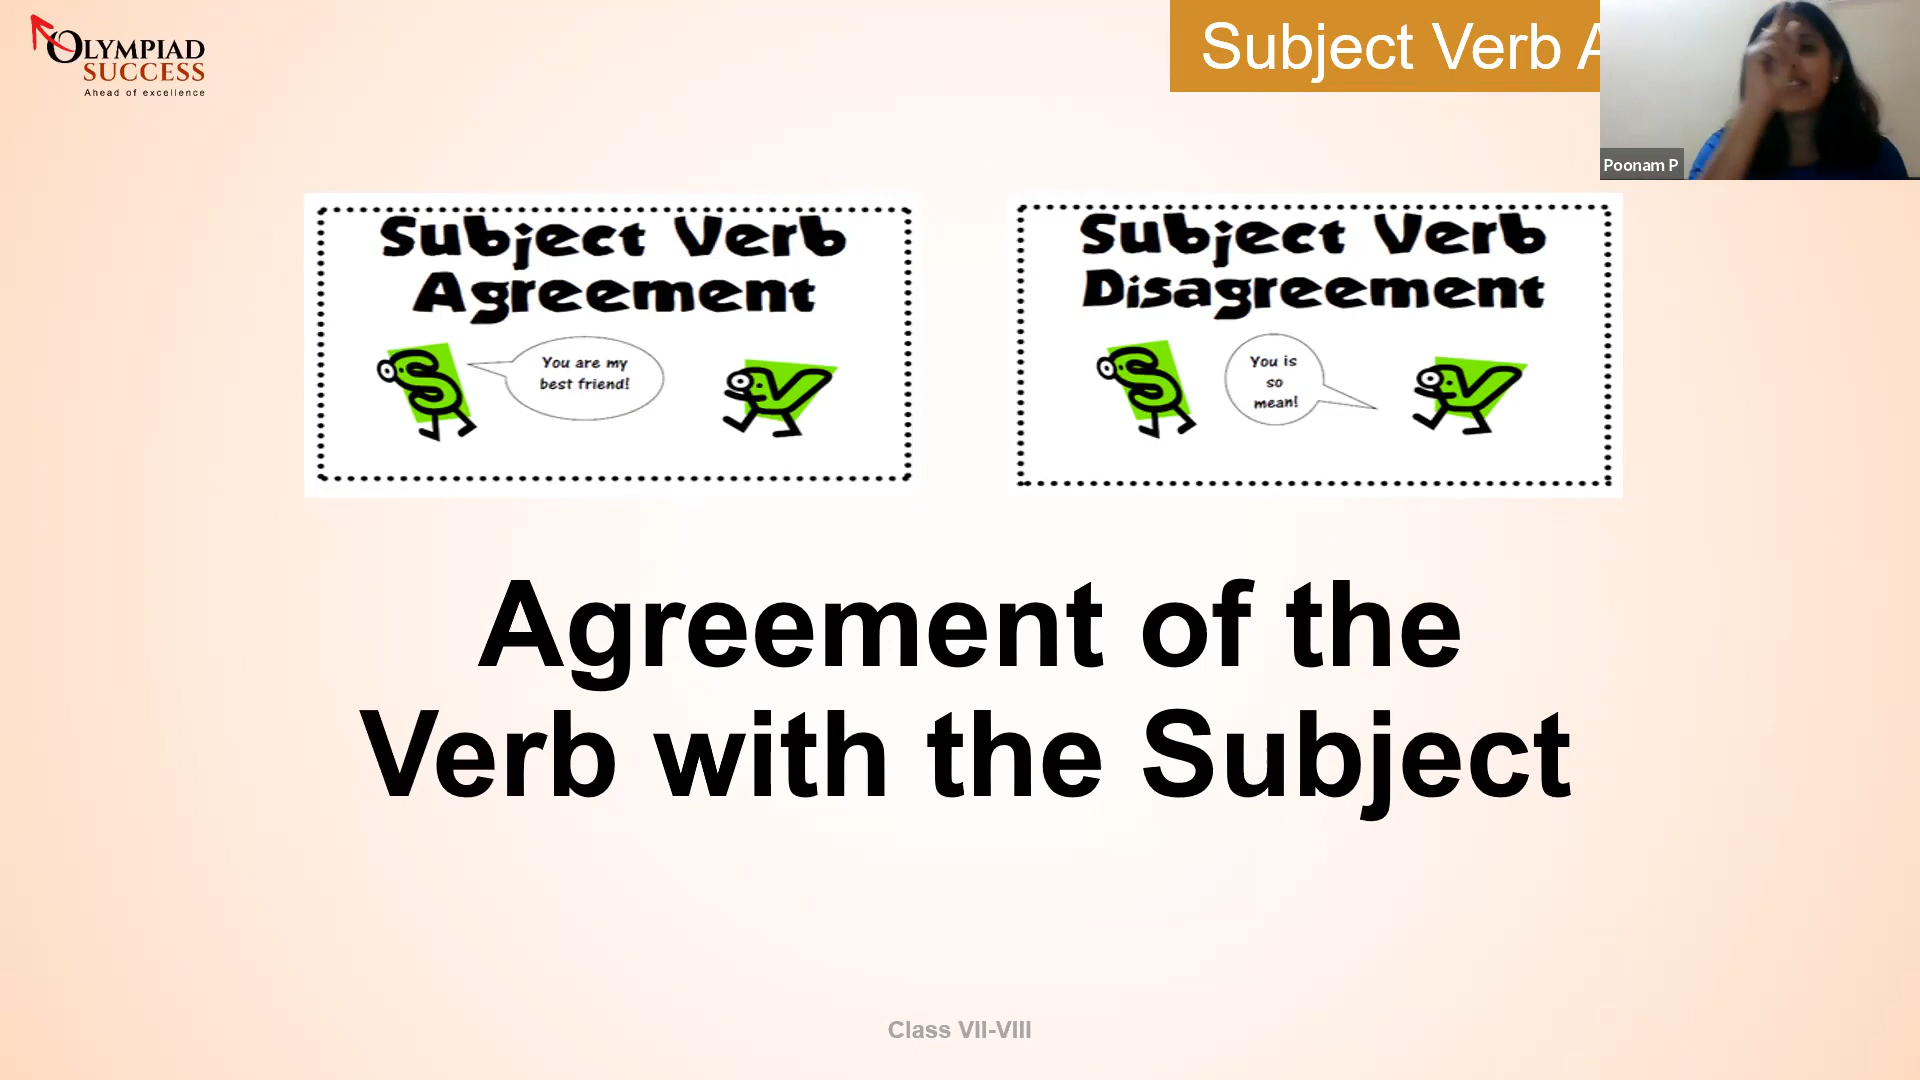 OLYMPIAD
SUCCESS
Ahead of excellence
Subject Verb A
Poonam P
Subject Verb
Agreement
You are my
best friend!
Subject Verb
Disagreement
You is
so
mean!
Agreement of the
Verb with the Subject
Class VII-VIII